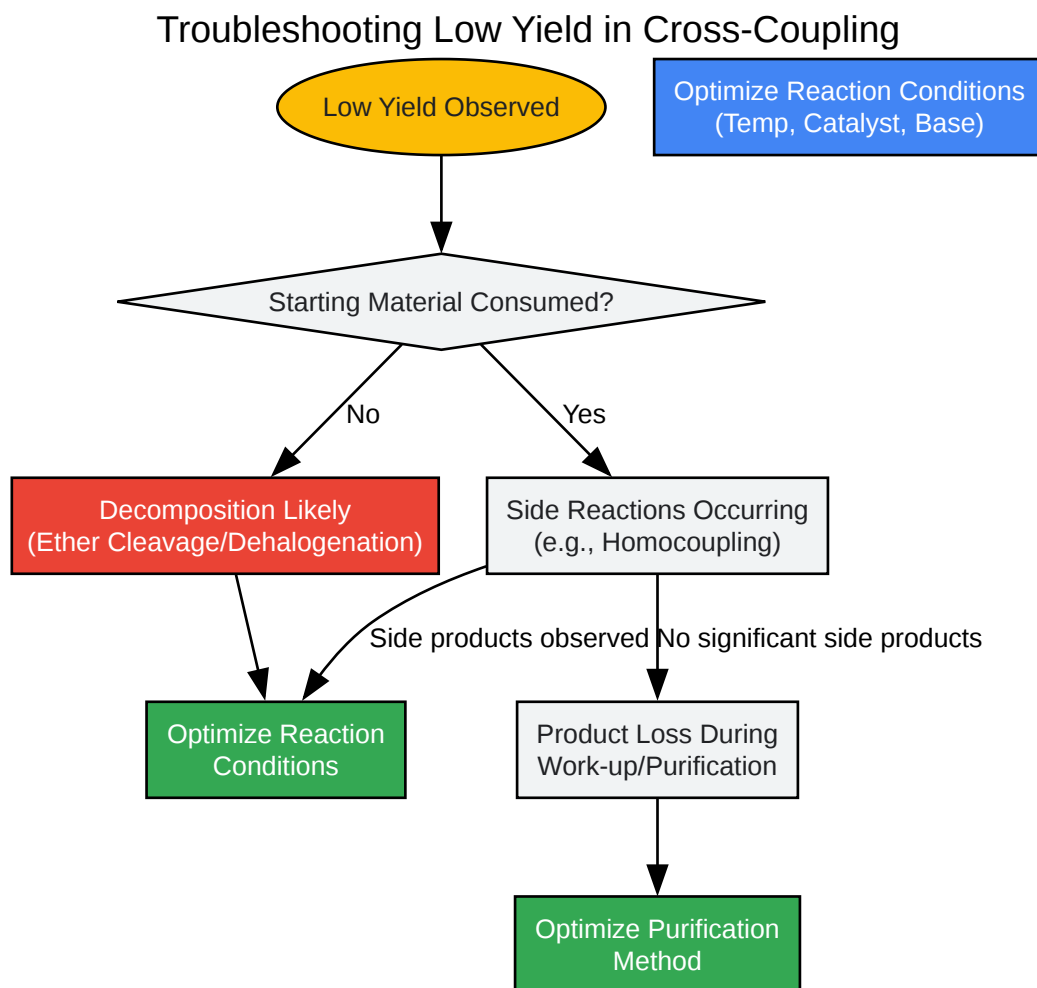 Troubleshooting Low Yield in Cross-Coupling
Low Yield Observed
Optimize Reaction Conditions
(Temp, Catalyst, Base)
Starting Material Consumed?
No
Yes
Decomposition Likely
(Ether Cleavage/Dehalogenation)
Side Reactions Occurring
(e.g., Homocoupling)
Side products observed
No significant side products
Optimize Reaction
Conditions
Product Loss During
Work-up/Purification
Optimize Purification
Method